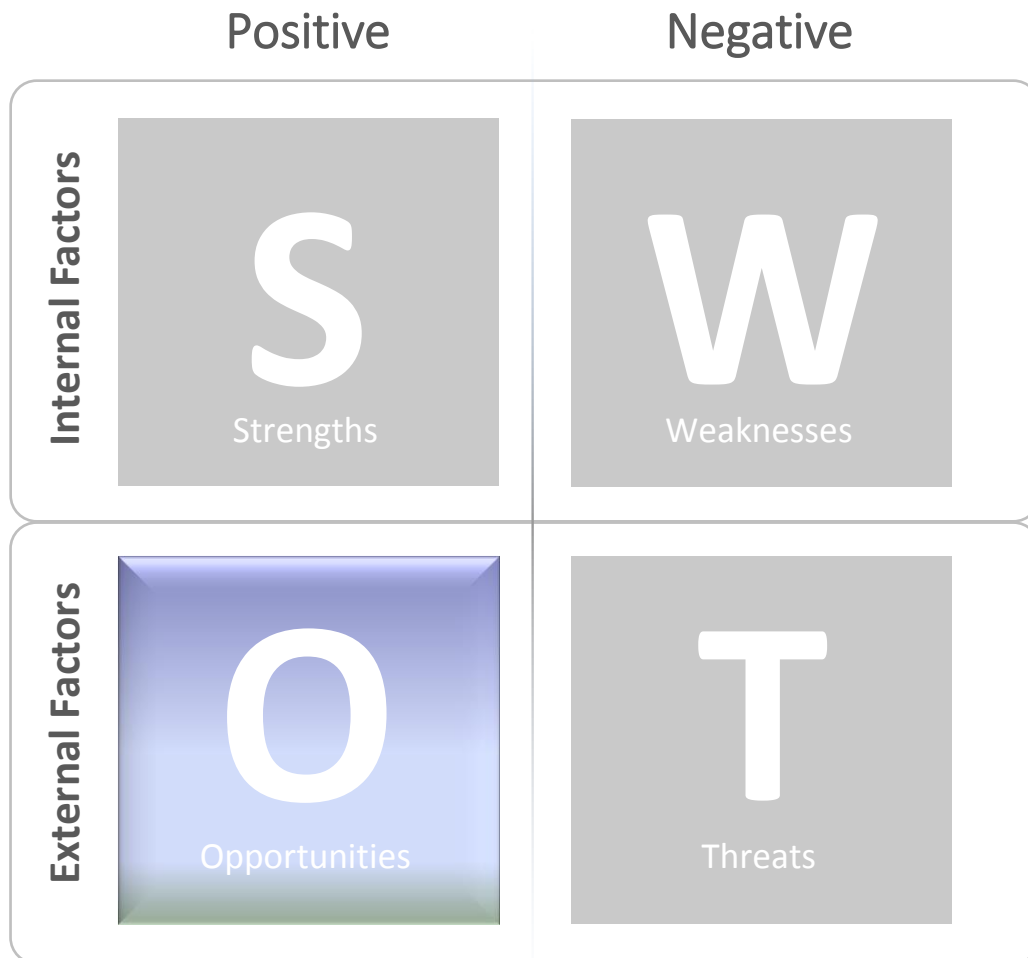 Positive
Negative
Internal Factors
S
Strengths
W
Weaknesses
External Factors
O
Opportunities
T
Threats